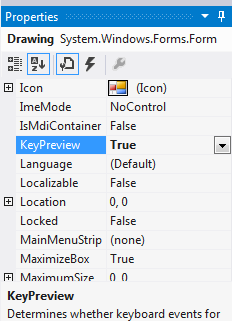 Properties
Drawing System.Windows.Forms.Form
Icon (Icon)
ImeMode NoControl
IsMdiContainer False
KeyPreview True
Language (Default)
Localizable False
Location 0, 0
Locked False
MainMenuStrip (none)
MaximizeBox True
MaximumSize 0, 0
KeyPreview
Determines whether keyboard events for